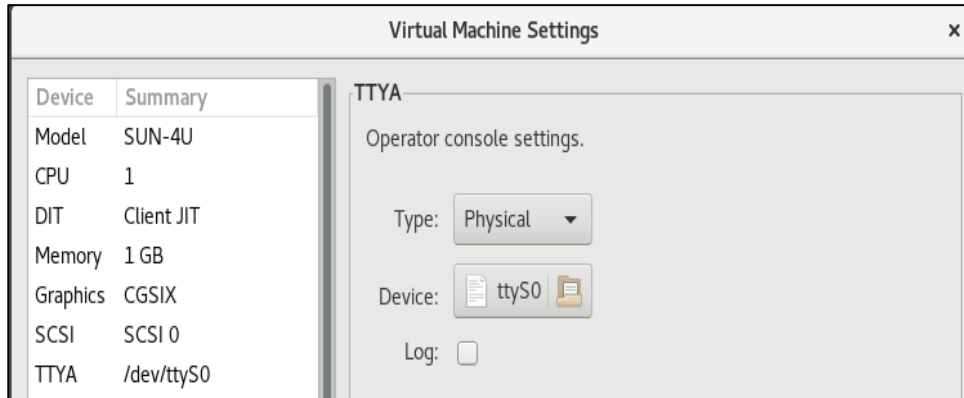 Virtual Machine Settings x
Device Summary
Model SUN-4U
CPU 1
DIT Client JIT
Memory 1 GB
Graphics CGSIX
SCSI SCSI 0
TTYA /dev/ttyS0
TTYA
Operator console settings.
Type: Physical
Device: ttyS0
Log: